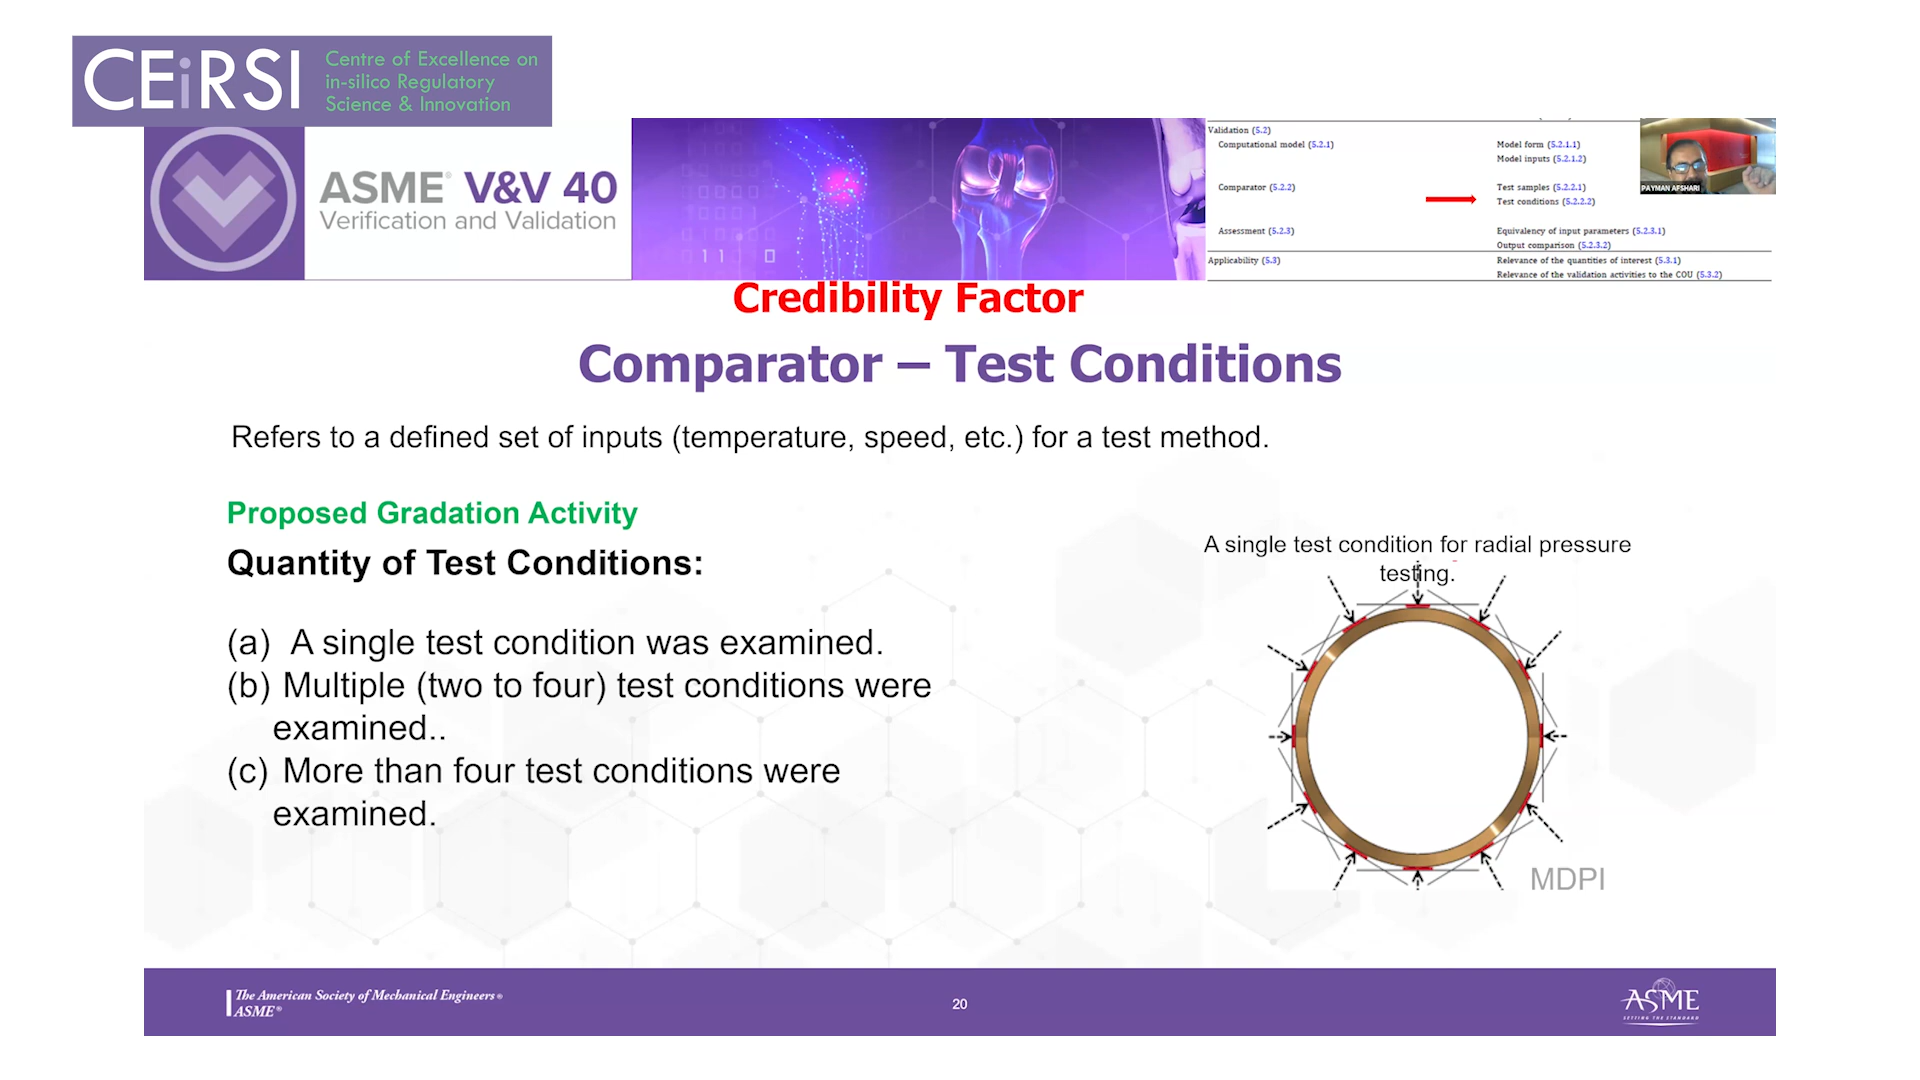 CEiRSI
Centre of Excellence on
in-silico Regulatory
Science & Innovation
ASME® V&V 40
Verification and Validation
1 1 0
Validation (5.2)
Computational model (5.2.1)
Model form (5.2.1.1)
Model inputs (5.2.1.2)
Comparator (5.2.2)
Test samples (5.2.2.1)
Test conditions (5.2.2.2)
Assessment (5.2.3)
Equivalency of input parameters (5.2.3.1)
Output comparison (5.2.3.2)
Applicability (5.3)
Relevance of the quantities of interest (5.3.1)
Relevance of the validation activities to the COU (5.3.2)
PAYMAN AFSHARI
Credibility Factor
Comparator – Test Conditions
Refers to a defined set of inputs (temperature, speed, etc.) for a test method.
Proposed Gradation Activity
Quantity of Test Conditions:
(a) A single test condition was examined.
(b) Multiple (two to four) test conditions were
examined..
(c) More than four test conditions were
examined.
A single test condition for radial pressure
testing.
MDPI
The American Society of Mechanical Engineers®
ASME®
20
ASME
SETTING THE STANDARD